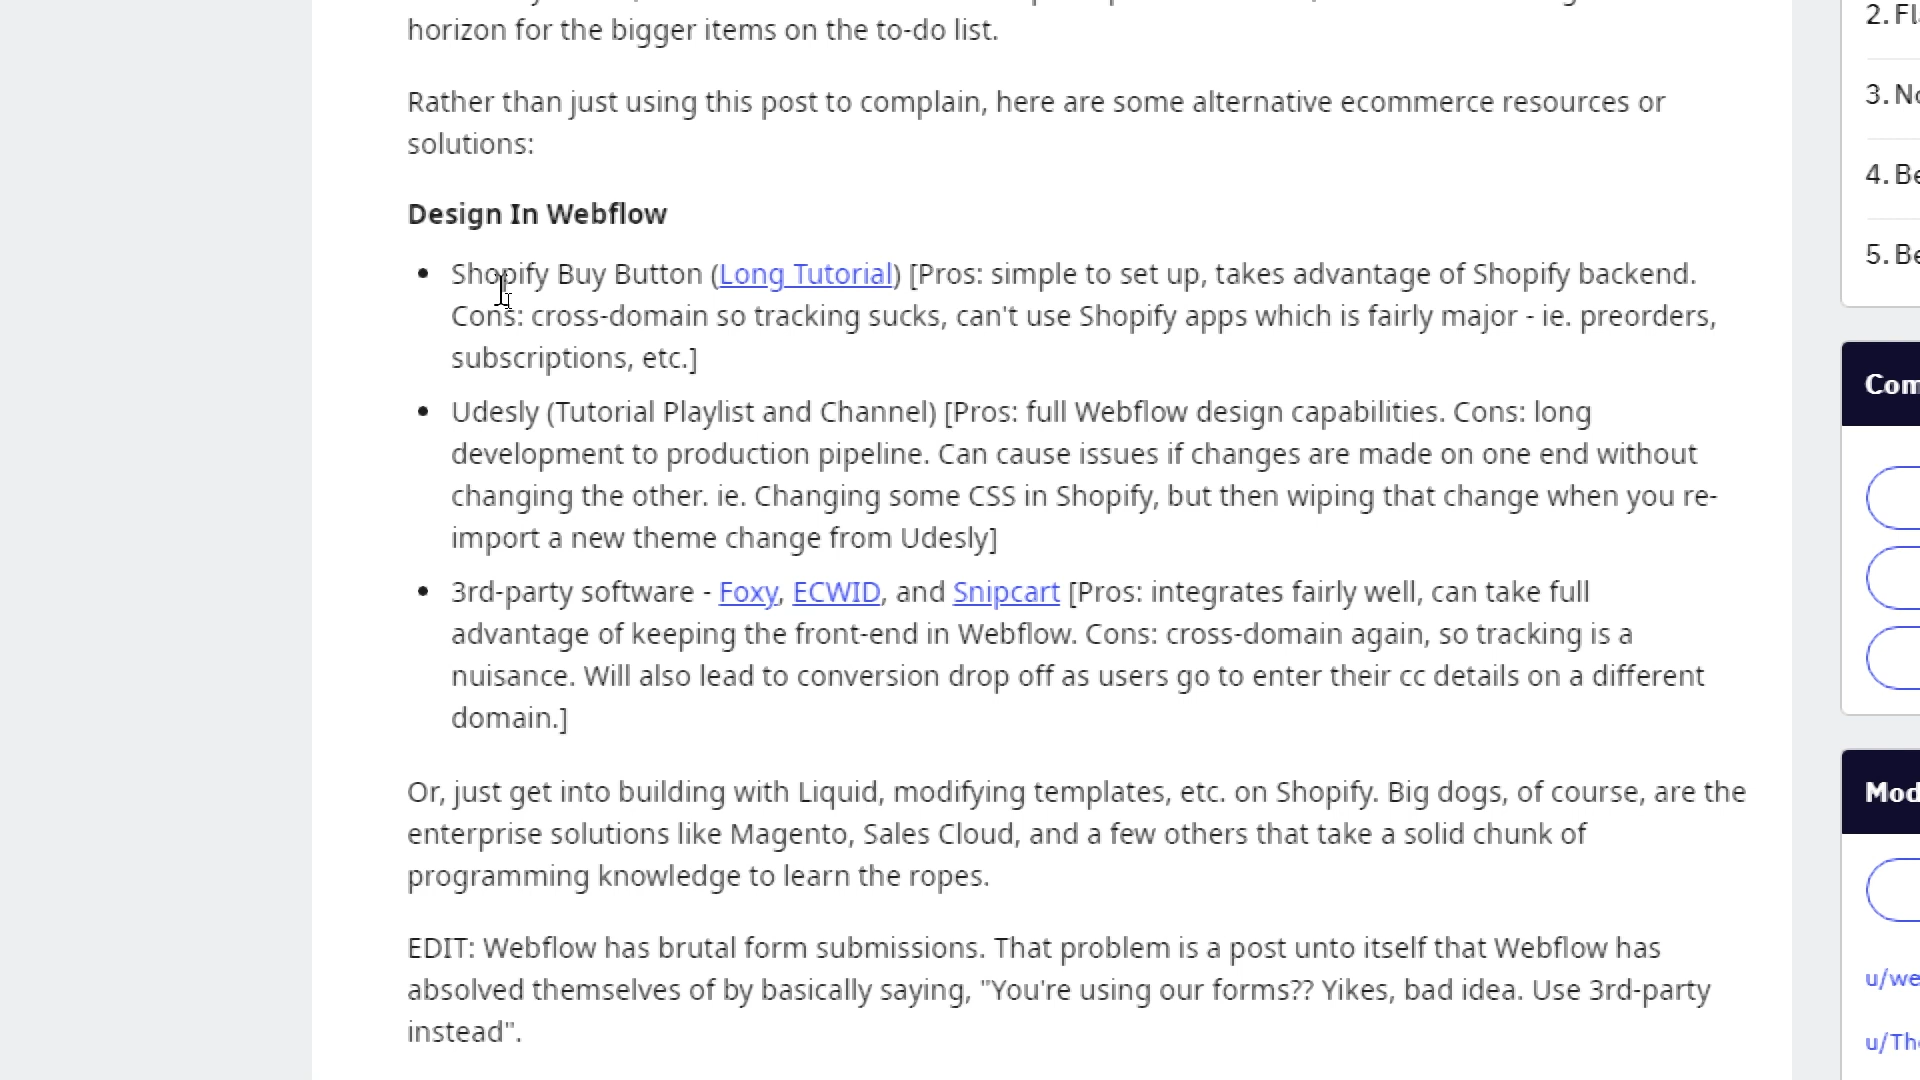 horizon for the bigger items on the to-do list.
Rather than just using this post to complain, here are some alternative ecommerce resources or
solutions:
Design In Webflow
Shopify Buy Button (Long Tutorial) [Pros: simple to set up, takes advantage of Shopify backend.
Cons: cross-domain so tracking sucks, can't use Shopify apps which is fairly major - ie. preorders,
subscriptions, etc.]
Udesly (Tutorial Playlist and Channel) [Pros: full Webflow design capabilities. Cons: long
development to production pipeline. Can cause issues if changes are made on one end without
changing the other. ie. Changing some CSS in Shopify, but then wiping that change when you re-
import a new theme change from Udesly]
3rd-party software - Foxy, ECWID, and Snipcart [Pros: integrates fairly well, can take full
advantage of keeping the front-end in Webflow. Cons: cross-domain again, so tracking is a
nuisance. Will also lead to conversion drop off as users go to enter their cc details on a different
domain.]
Or, just get into building with Liquid, modifying templates, etc. on Shopify. Big dogs, of course, are the
enterprise solutions like Magento, Sales Cloud, and a few others that take a solid chunk of
programming knowledge to learn the ropes.
EDIT: Webflow has brutal form submissions. That problem is a post unto itself that Webflow has
absolved themselves of by basically saying, "You're using our forms?? Yikes, bad idea. Use 3rd-party
instead".
2.
3.
4.
5.